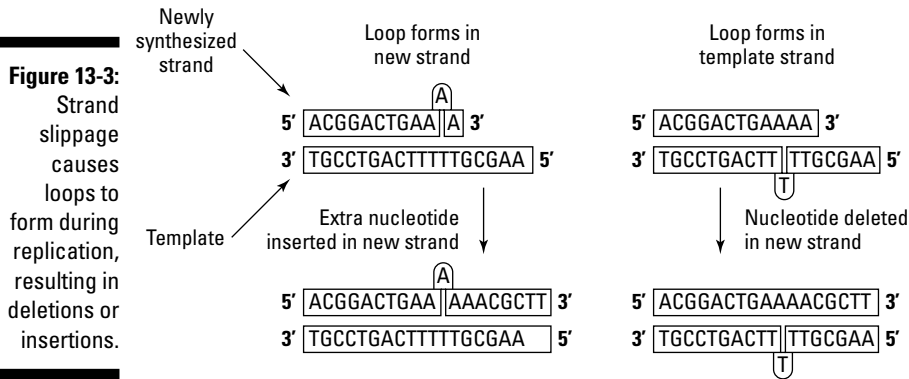 Figure 13-3:
Strand
slippage
causes
loops to
form during
replication,
resulting in
deletions or
insertions.
Newly
synthesized
strand
Template
Loop forms in
new strand
A
5′ ACGGACTGAA A 3′
3′ TGCCTGACTTTTTGCGAA 5′
Extra nucleotide
inserted in new strand
A
5′ ACGGACTGAA AAACGCTT 3′
3′ TGCCTGACTTTTTGCGAA 5′
Loop forms in
template strand
5′ ACGGACTGAAAA 3′
3′ TGCCTGACTT TTGCGAA 5′
T
Nucleotide deleted
in new strand
5′ ACGGACTGAAAACGCTT 3′
3′ TGCCTGACTT TTGCGAA 5′
T